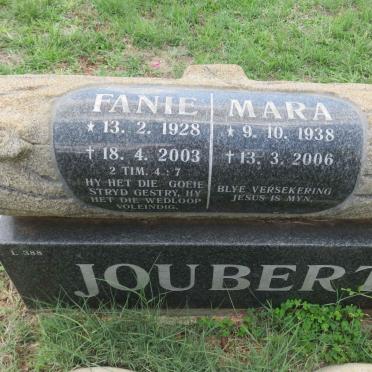 FANIE
★ 13. 2. 1928
† 18. 4. 2003
2 TIM. 4 : 7
HY HET DIE GOEIE
STRYD GESTRY, HY
HET DIE WEDLOOP
VOLEINDIG.
MARA
★ 9. 10. 1938
† 13. 3. 2006
BLYE VERSEKERING
JESUS IS MYN.
L 388
JOUBERT